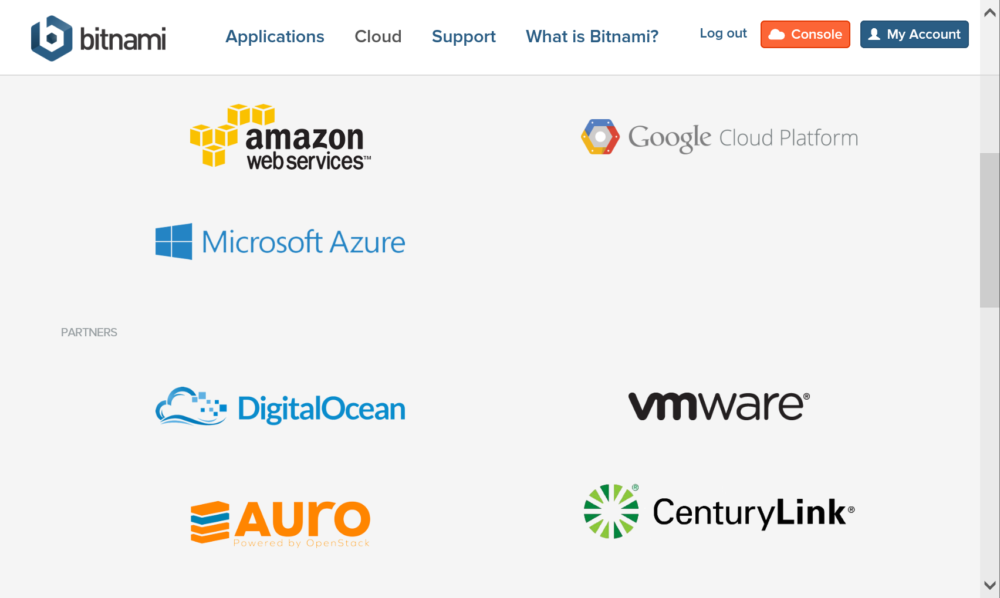 bitnami
Applications Cloud Support What is Bitnami? Log out Console My Account
amazon
web services™
Google Cloud Platform
Microsoft Azure
PARTNERS
DigitalOcean
vmware®
AURO
Powered by OpenStack
® CenturyLink®